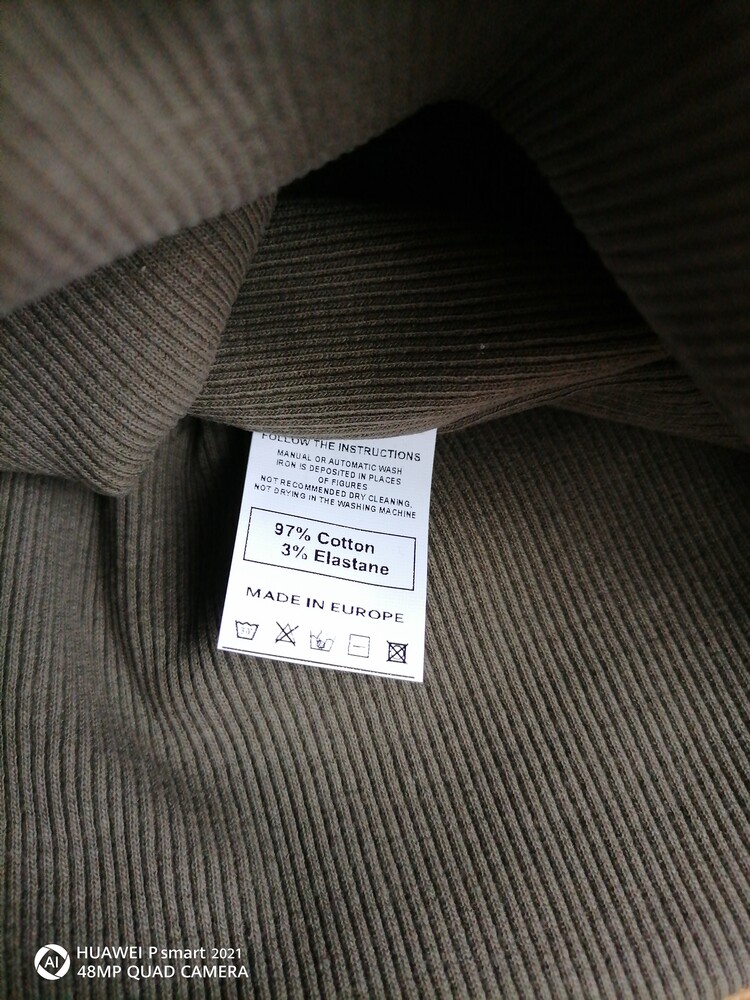 FOLLOW THE INSTRUCTIONS
MANUAL OR AUTOMATIC WASH
IRON IS DEPOSITED IN PLACES
OF FIGURES
NOT RECOMMENDED DRY CLEANING,
NOT DRYING IN THE WASHING MACHINE
97% Cotton
3% Elastane
MADE IN EUROPE
AI
HUAWEI P smart 2021
48MP QUAD CAMERA